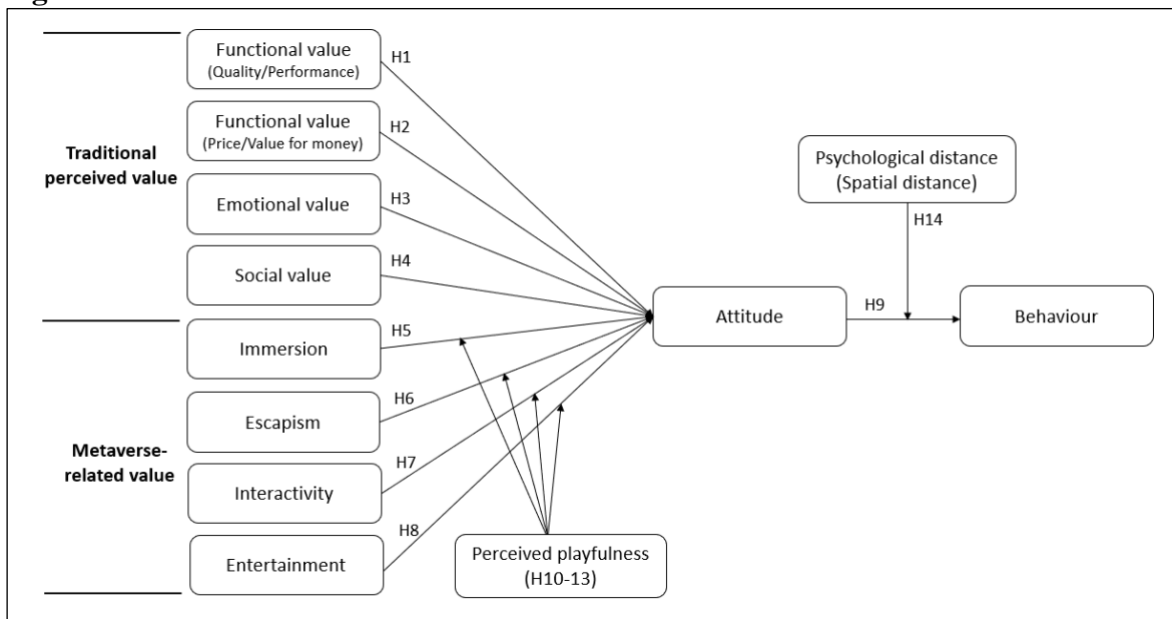 Traditional
perceived value
Metaverse-
related value
Functional value
(Quality/Performance)
Functional value
(Price/Value for money)
Emotional value
Social value
Immersion
Escapism
Interactivity
Entertainment
H1
H2
H3
H4
H5
H6
H7
H8
Perceived playfulness
(H10-13)
Attitude
H9
Psychological distance
(Spatial distance)
H14
Behaviour